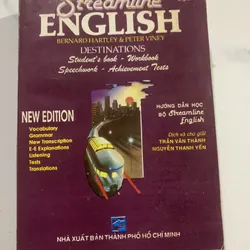 Streamline
ENGLISH
BERNARD HARTLEY & PETER VINEY
DESTINATIONS
Student's book - Workbook
Speechwork - Achievement Tests
NEW EDITION
Vocabulary
Grammar
New Transcription
E-E Explanations
Listening
Tests
Translations
HƯỚNG DẪN HỌC
BỘ Streamline
English
Dịch và chú giải
TRẦN VĂN THÀNH
NGUYỄN THANH YẾN
NHÀ XUẤT BẢN THÀNH PHỐ HỒ CHÍ MINH